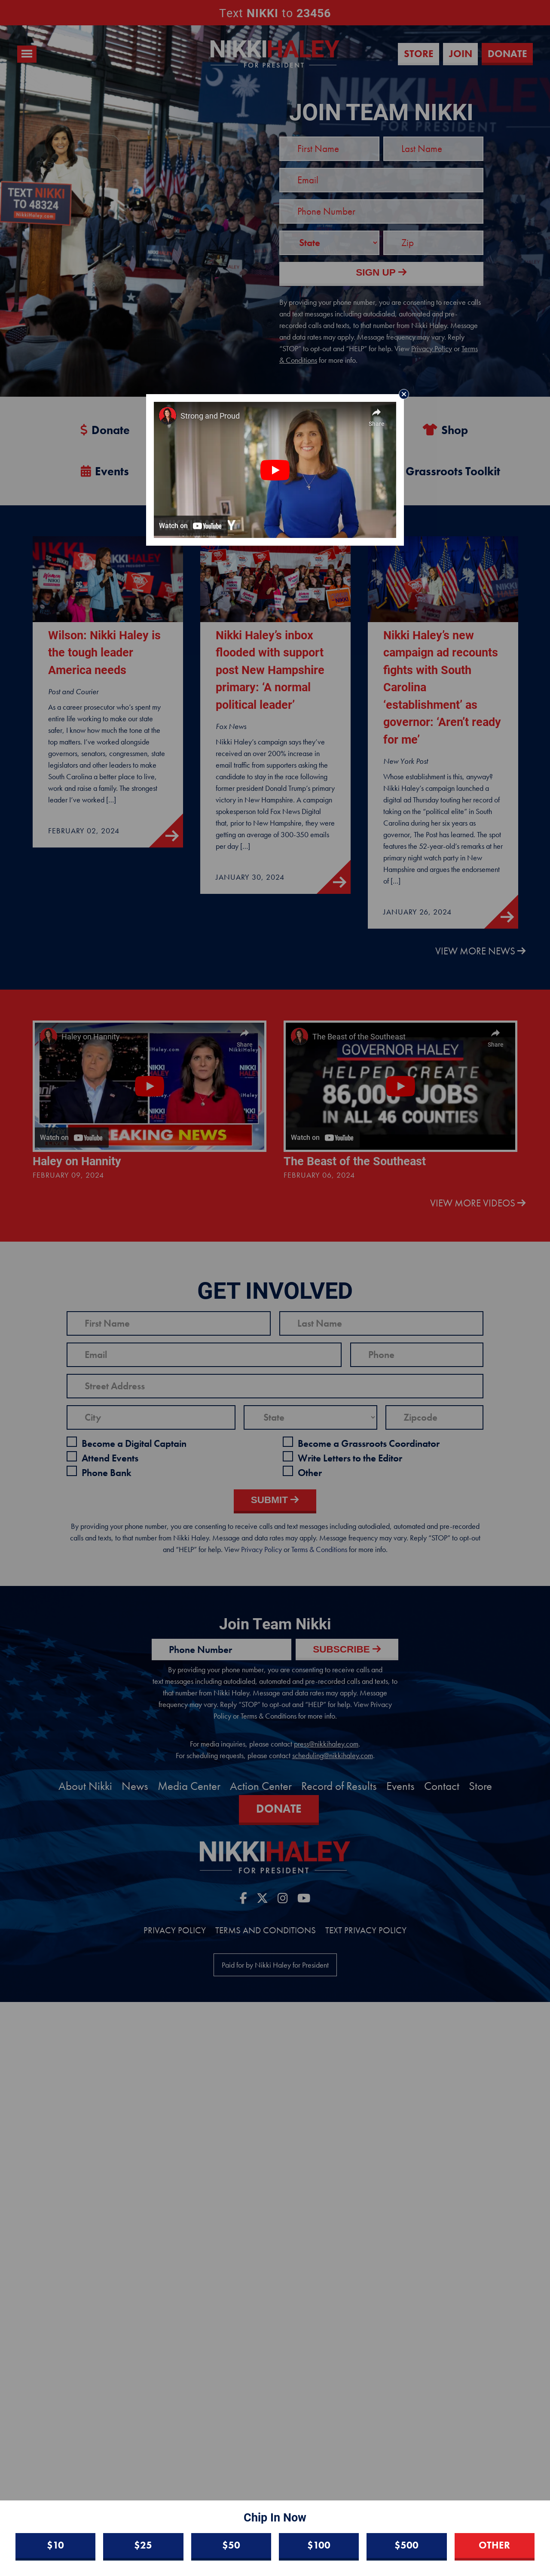 Text NIKKI to 23456
NIKKIHALEY
FOR PRESIDENT
STORE
JOIN
DONATE
TEXT NIKKI
TO 48324
NikkiHaley.com
JOIN TEAM NIKKI
First Name
Last Name
Email
Phone Number
State
Zip
SIGN UP
By providing your phone number, you are consenting to receive calls
and text messages including autodialed, automated and pre-
recorded calls and texts, to that number from Nikki Haley. Message
and data rates may apply. Message frequency may vary. Reply
"STOP" to opt-out and "HELP" for help. View Privacy Policy or Terms
& Conditions for more info.
Donate
Shop
Events
Grassroots Toolkit
Strong and Proud
Share
Watch on YouTube
Wilson: Nikki Haley is
the tough leader
America needs
Post and Courier
As a career prosecutor who's spent my
entire life working to make our state
safer, I know how much the tone at the
top matters. I've worked alongside
governors, senators, congressmen, state
legislators and other leaders to make
South Carolina a better place to live,
work and raise a family. The strongest
leader I've worked [...]
FEBRUARY 02, 2024
Nikki Haley's inbox
flooded with support
post New Hampshire
primary: 'A normal
political leader'
Fox News
Nikki Haley's campaign says they've
received an over 200% increase in
email traffic from supporters asking the
candidate to stay in the race following
former president Donald Trump's primary
victory in New Hampshire. A campaign
spokesperson told Fox News Digital
that, prior to New Hampshire, they were
getting an average of 300-350 emails
per day [...]
JANUARY 30, 2024
Nikki Haley's new
campaign ad recounts
fights with South
Carolina
'establishment' as
governor: 'Aren't ready
for me'
New York Post
Whose establishment is this, anyway?
Nikki Haley's campaign launched a
digital ad Thursday touting her record of
taking on the "political elite" in South
Carolina during her six years as
governor, The Post has learned. The spot
features the 52-year-old's remarks at her
primary night watch party in New
Hampshire and argues the endorsement
of [...]
JANUARY 26, 2024
VIEW MORE NEWS
Haley on Hannity
Share
Watch on YouTube
BREAKING NEWS
Haley on Hannity
FEBRUARY 09, 2024
The Beast of the Southeast
Share
GOVERNOR HALEY
HELPED CREATE
86,000 JOBS
IN ALL 46 COUNTIES
Watch on YouTube
The Beast of the Southeast
FEBRUARY 06, 2024
VIEW MORE VIDEOS
GET INVOLVED
First Name
Last Name
Email
Phone
Street Address
City
State
Zipcode
Become a Digital Captain
Become a Grassroots Coordinator
Attend Events
Write Letters to the Editor
Phone Bank
Other
SUBMIT
By providing your phone number, you are consenting to receive calls and text messages including autodialed, automated and pre-recorded
calls and texts, to that number from Nikki Haley. Message and data rates may apply. Message frequency may vary. Reply "STOP" to opt-out
and "HELP" for help. View Privacy Policy or Terms & Conditions for more info.
Join Team Nikki
Phone Number
SUBSCRIBE
By providing your phone number, you are consenting to receive calls and
text messages including autodialed, automated and pre-recorded calls and texts, to
that number from Nikki Haley. Message and data rates may apply. Message
frequency may vary. Reply "STOP" to opt-out and "HELP" for help. View Privacy
Policy or Terms & Conditions for more info.
For media inquiries, please contact press@nikkihaley.com.
For scheduling requests, please contact scheduling@nikkihaley.com.
About Nikki News Media Center Action Center Record of Results Events Contact Store
DONATE
NIKKIHALEY
FOR PRESIDENT
PRIVACY POLICY TERMS AND CONDITIONS TEXT PRIVACY POLICY
Paid for by Nikki Haley for President
Chip In Now
$10
$25
$50
$100
$500
OTHER